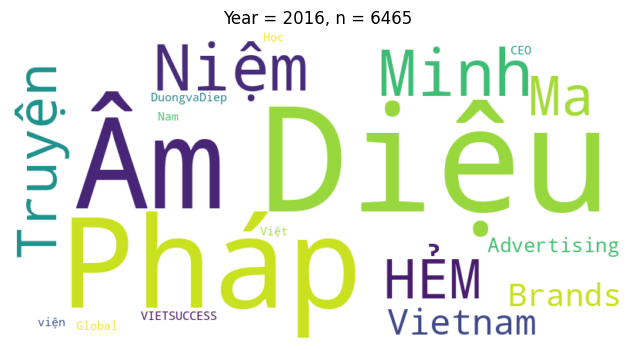 Year = 2016, n = 6465
Học
Niệm
Minh
CEO
Truyện
DuongvaDiep
Ma
Nam
Âm
Diệu
Pháp
Việt
Advertising
HẺM
Brands
viện
Global
VIETSUCCESS
Vietnam